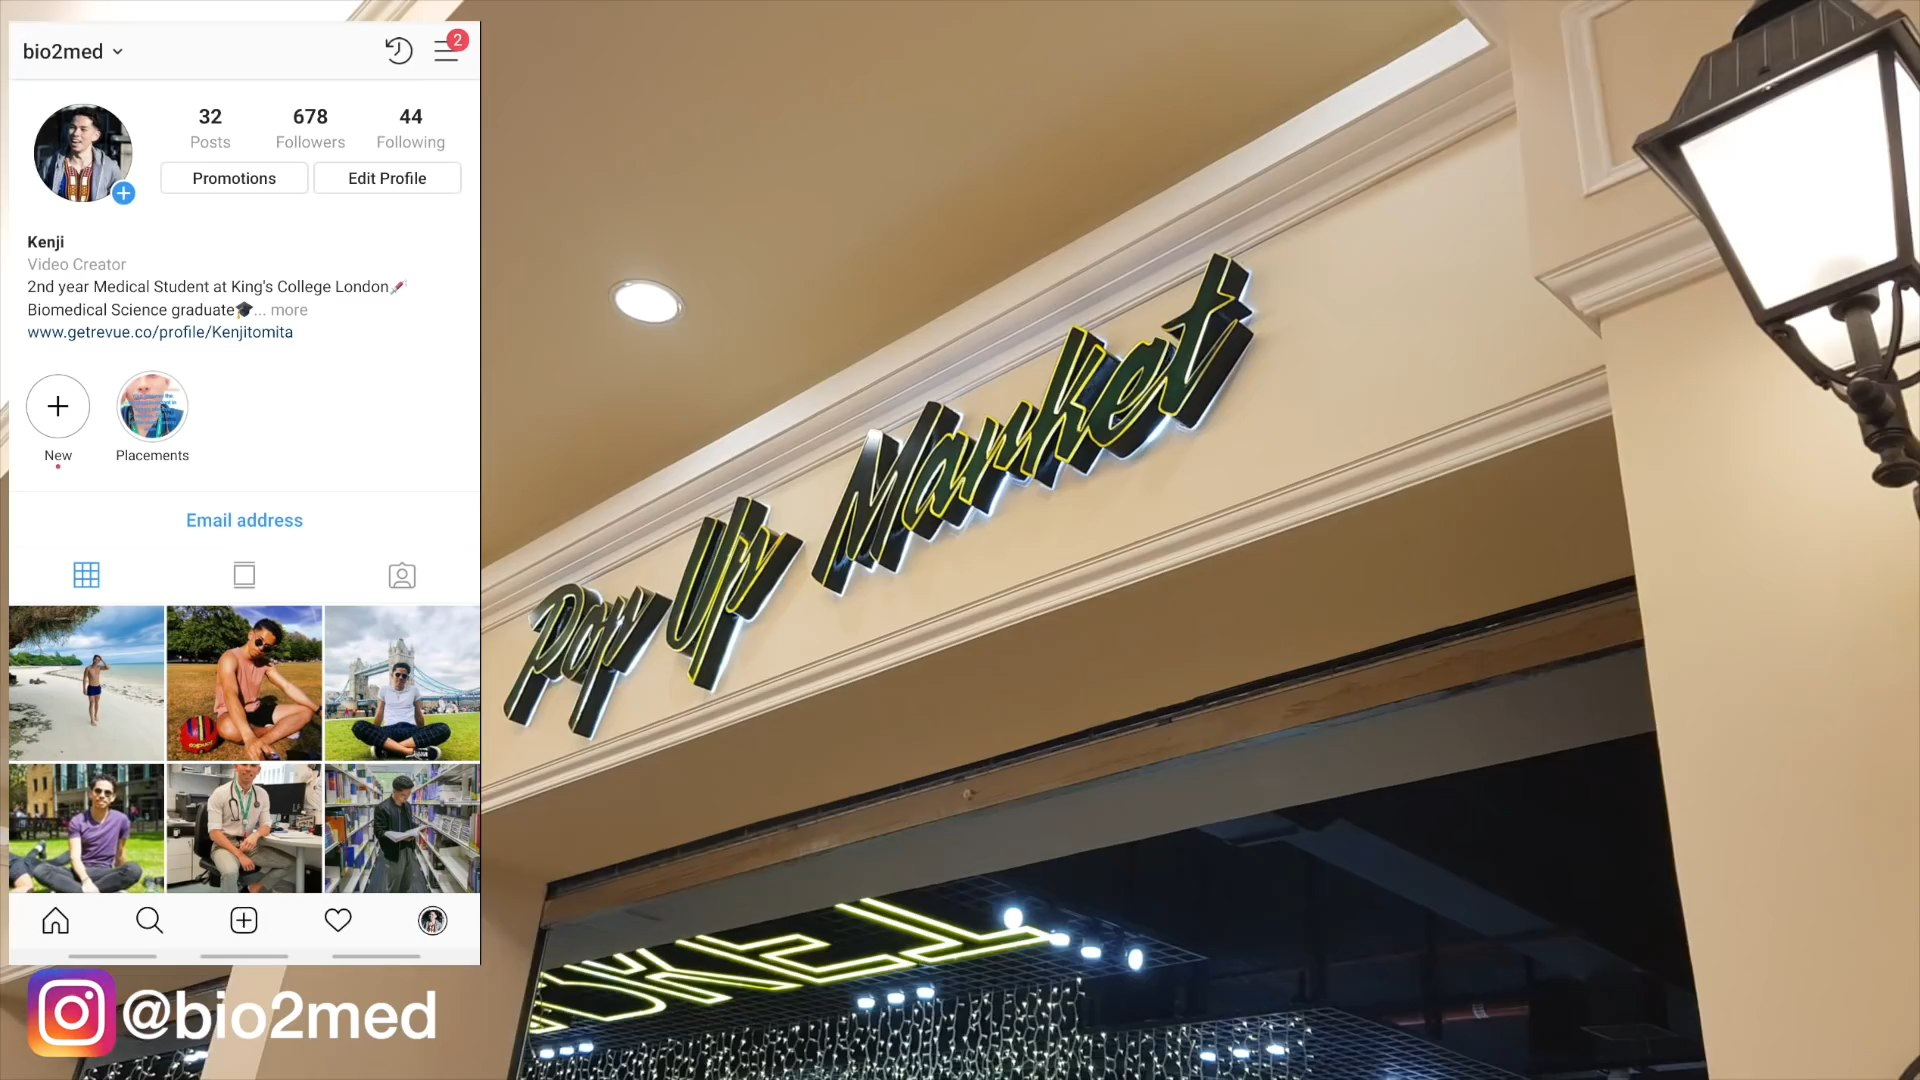 bio2med
2
32
678
44
Posts
Followers
Following
Promotions
Edit Profile
Kenji
Video Creator
2nd year Medical Student at King's College London
Biomedical Science graduate🎓... more
www.getrevue.co/profile/Kenjitomita
New
Placements
Email address
@bio2med
Pop Up Market